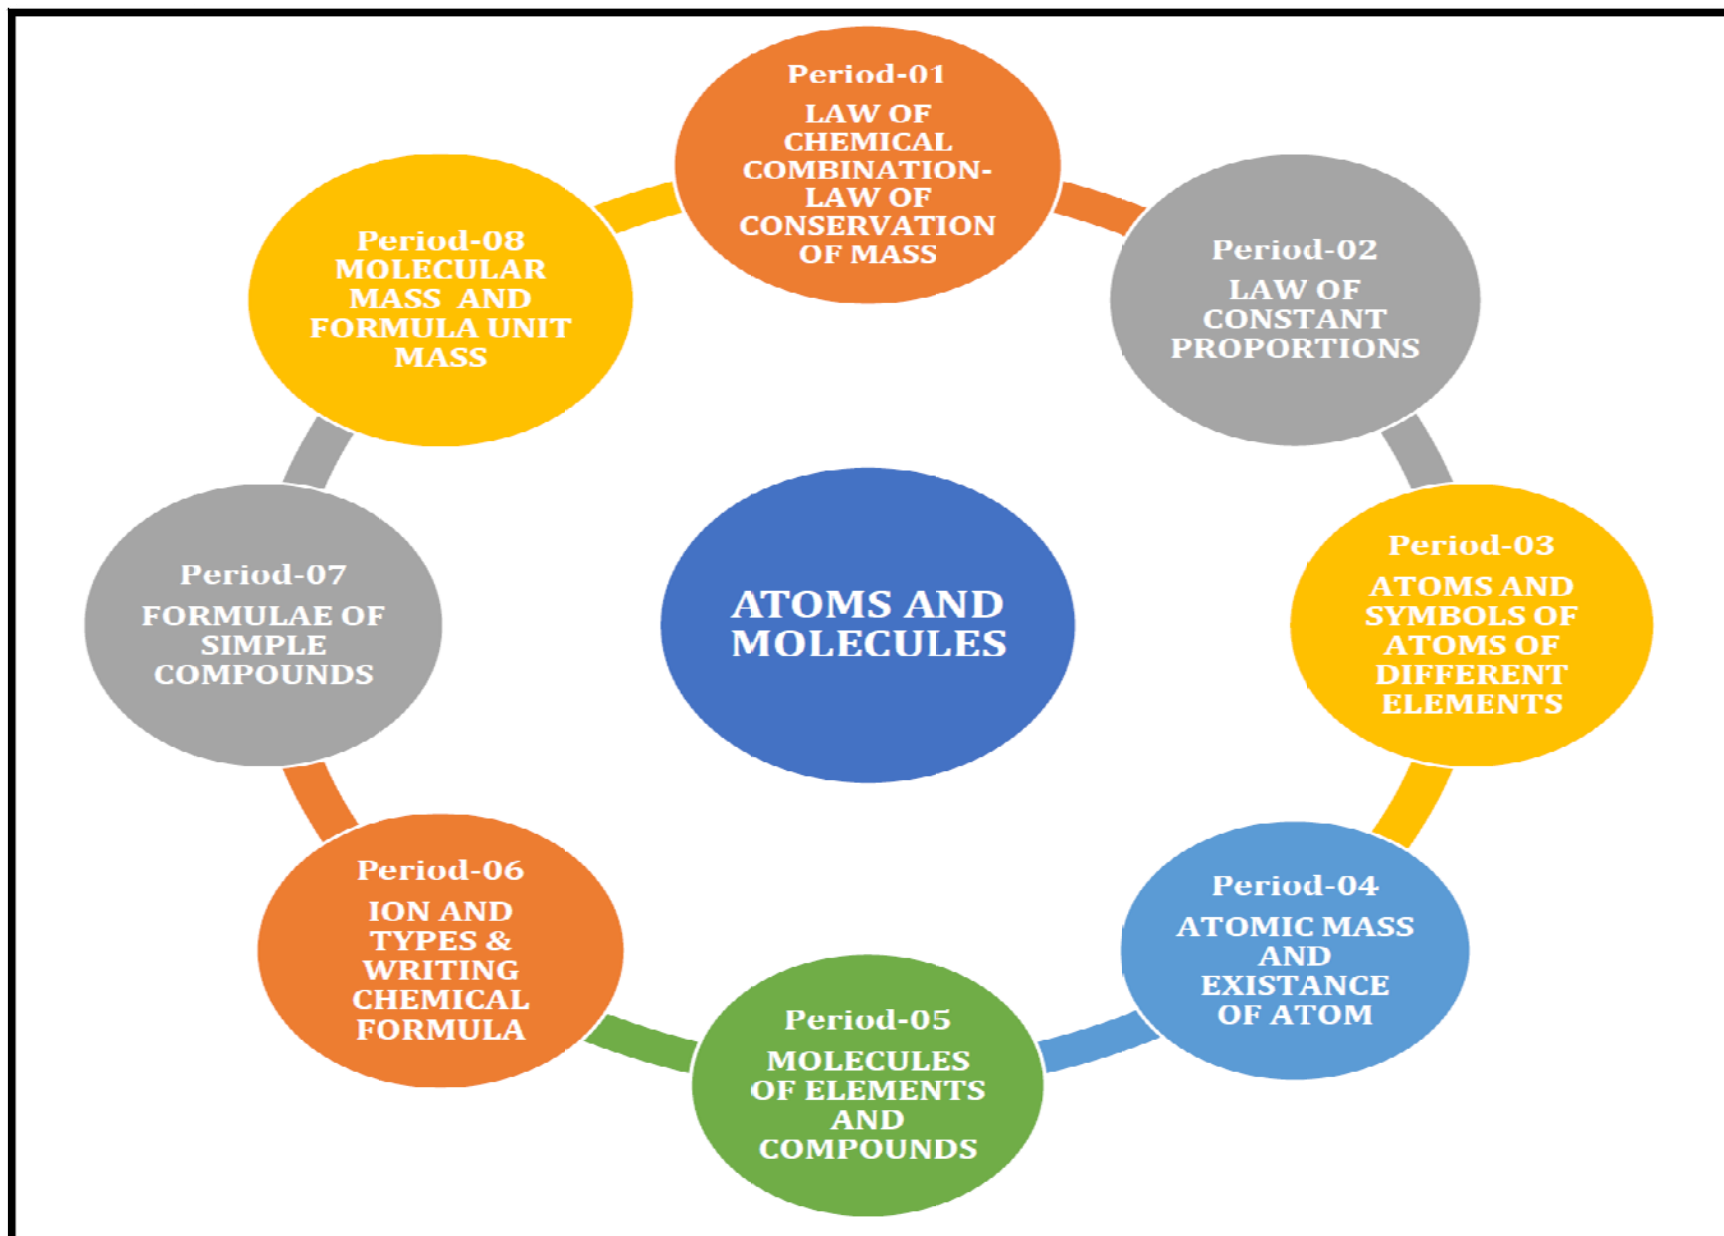 Period-01
LAW OF
CHEMICAL
COMBINATION-
LAW OF
CONSERVATION
OF MASS
Period-02
LAW OF
CONSTANT
PROPORTIONS
Period-03
ATOMS AND
SYMBOLS OF
ATOMS OF
DIFFERENT
ELEMENTS
Period-04
ATOMIC MASS
AND
EXISTANCE
OF ATOM
Period-05
MOLECULES
OF ELEMENTS
AND
COMPOUNDS
Period-06
ION AND
TYPES &
WRITING
CHEMICAL
FORMULA
Period-07
FORMULAE OF
SIMPLE
COMPOUNDS
Period-08
MOLECULAR
MASS  AND
FORMULA UNIT
MASS
ATOMS AND
MOLECULES